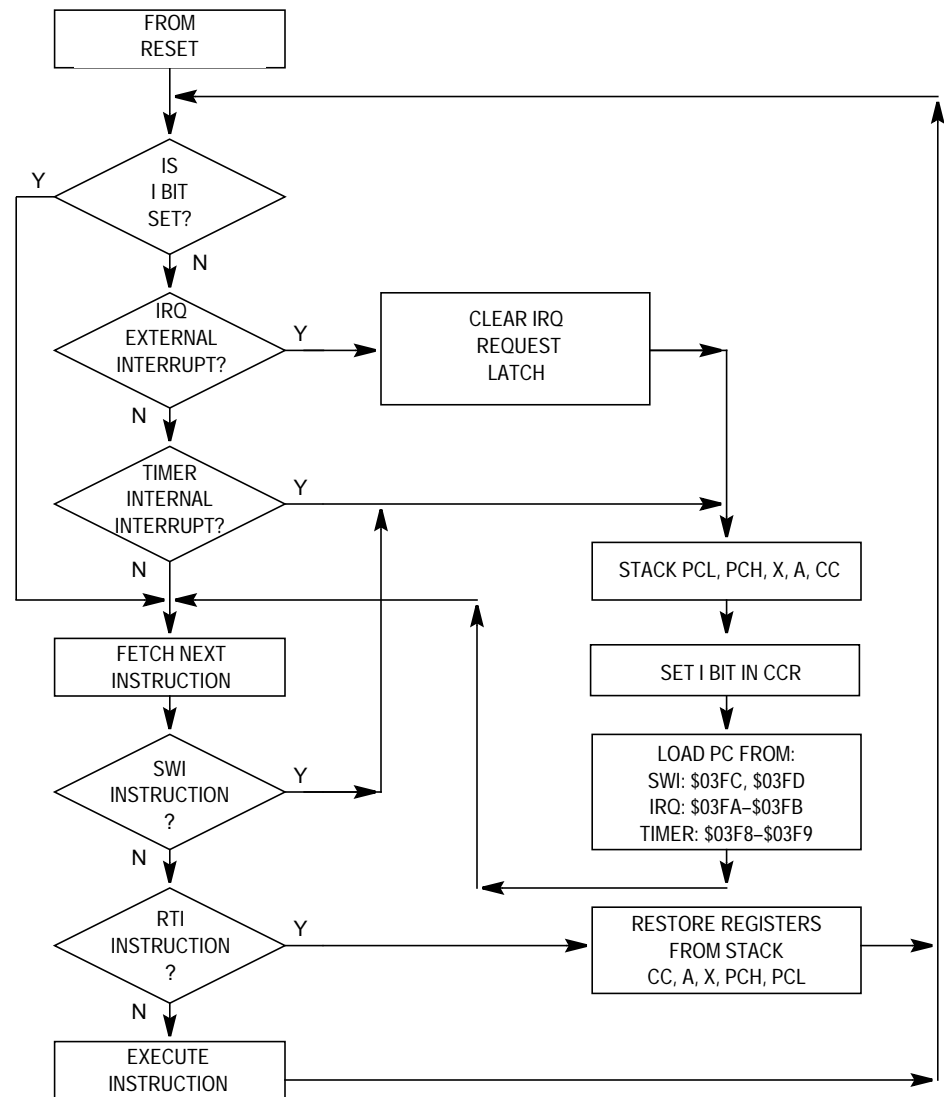 FROM
RESET
IS
I BIT
SET?
Y
N
IRQ
EXTERNAL
INTERRUPT?
Y
N
CLEAR IRQ
REQUEST
LATCH
TIMER
INTERNAL
INTERRUPT?
Y
N
STACK PCL, PCH, X, A, CC
FETCH NEXT
INSTRUCTION
SET I BIT IN CCR
SWI
INSTRUCTION
?
Y
N
LOAD PC FROM:
SWI: $03FC, $03FD
IRQ: $03FA–$03FB
TIMER: $03F8–$03F9
RTI
INSTRUCTION
?
Y
N
RESTORE REGISTERS
FROM STACK
CC, A, X, PCH, PCL
EXECUTE
INSTRUCTION